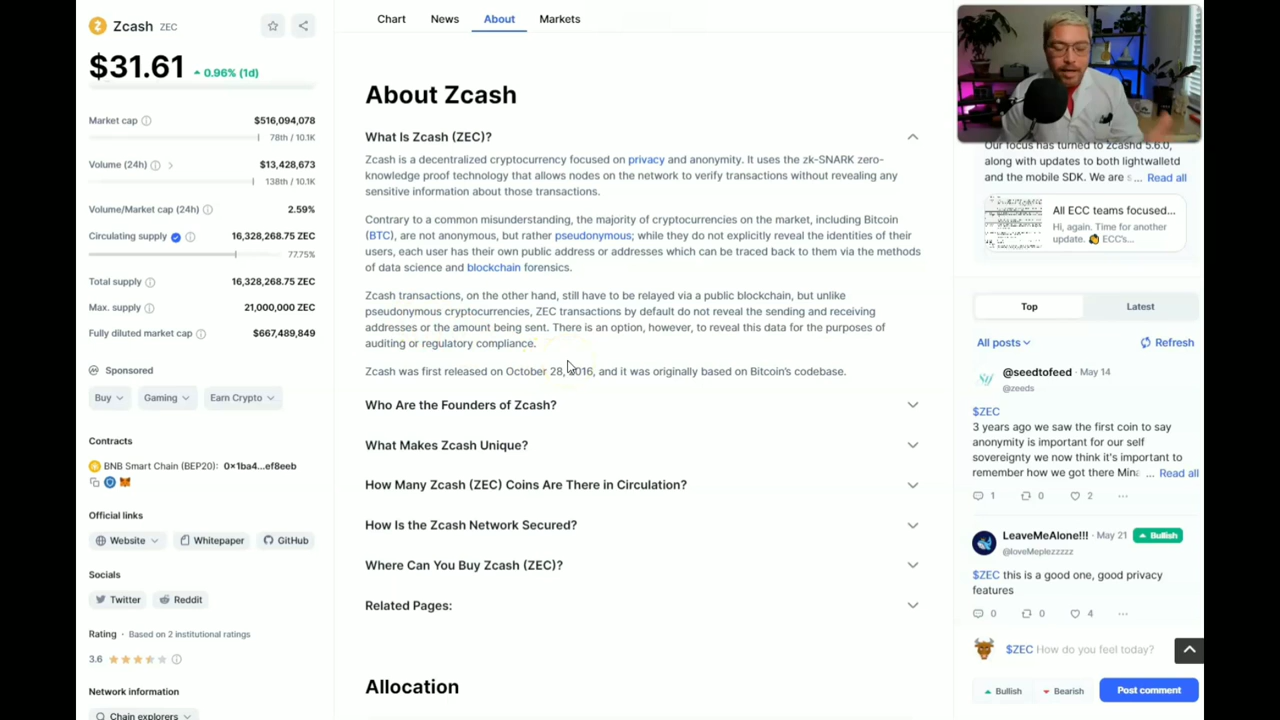 Zcash ZEC
$31.61 0.96% (1d)
Market cap $516,094,078
78th / 10.1K
Volume (24h) $13,428,673
138th / 10.1K
Volume/Market cap (24h) 2.59%
Circulating supply 16,328,268.75 ZEC
77.75%
Total supply 16,328,268.75 ZEC
Max. supply 21,000,000 ZEC
Fully diluted market cap $667,489,849
Sponsored
Buy Gaming Earn Crypto
Contracts
BNB Smart Chain (BEP20): 0x1ba4...ef8eeb
Official links
Website Whitepaper GitHub
Socials
Twitter Reddit
Rating · Based on 2 institutional ratings
3.6
Network information
Chain explorers
Chart News About Markets
About Zcash
What Is Zcash (ZEC)?
Zcash is a decentralized cryptocurrency focused on privacy and anonymity. It uses the zk-SNARK zero-
knowledge proof technology that allows nodes on the network to verify transactions without revealing any
sensitive information about those transactions.
Contrary to a common misunderstanding, the majority of cryptocurrencies on the market, including Bitcoin
(BTC), are not anonymous, but rather pseudonymous; while they do not explicitly reveal the identities of their
users, each user has their own public address or addresses which can be traced back to them via the methods
of data science and blockchain forensics.
Zcash transactions, on the other hand, still have to be relayed via a public blockchain, but unlike
pseudonymous cryptocurrencies, ZEC transactions by default do not reveal the sending and receiving
addresses or the amount being sent. There is an option, however, to reveal this data for the purposes of
auditing or regulatory compliance.
Zcash was first released on October 28, 2016, and it was originally based on Bitcoin's codebase.
Who Are the Founders of Zcash?
What Makes Zcash Unique?
How Many Zcash (ZEC) Coins Are There in Circulation?
How Is the Zcash Network Secured?
Where Can You Buy Zcash (ZEC)?
Related Pages:
Allocation
Our focus has turned to zcashd 5.6.0,
along with updates to both lightwalletd
and the mobile SDK. We are s ... Read all
All ECC teams focused...
Hi, again. Time for another
update. ECC's...
Top Latest
All posts Refresh
@seedtofeed · May 14
@zeeds
$ZEC
3 years ago we saw the first coin to say
anonymity is important for our self
sovereignty we now think it's important to
remember how we got there Mina ... Read all
1 0 2 ...
LeaveMeAlone!!! · May 21 Bullish
@loveMeplezzzzz
$ZEC this is a good one, good privacy
features
0 0 4 ...
$ZEC How do you feel today?
Bullish Bearish Post comment